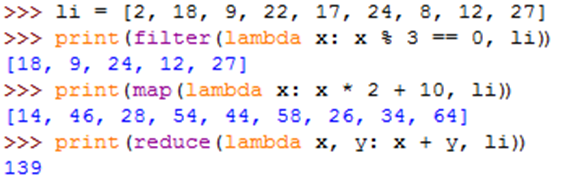 >>> li = [2, 18, 9, 22, 17, 24, 8, 12, 27]
>>> print(filter(lambda x: x % 3 == 0, li))
[18, 9, 24, 12, 27]
>>> print(map(lambda x: x * 2 + 10, li))
[14, 46, 28, 54, 44, 58, 26, 34, 64]
>>> print(reduce(lambda x, y: x + y, li))
139